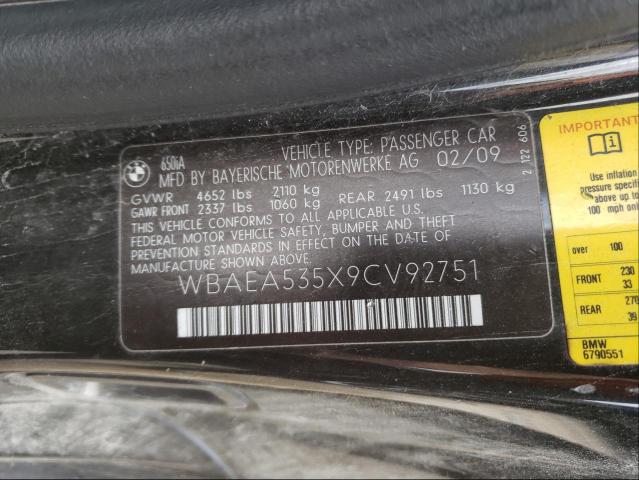 BMW
650iA
VEHICLE TYPE: PASSENGER CAR
MFD BY BAYERISCHE MOTORENWERKE AG 02/09
GVWR 4652 lbs 2110 kg
GAWR FRONT 2337 lbs 1060 kg REAR 2491 lbs 1130 kg
THIS VEHICLE CONFORMS TO ALL APPLICABLE U.S.
FEDERAL MOTOR VEHICLE SAFETY, BUMPER AND THEFT
PREVENTION STANDARDS IN EFFECT ON THE DATE OF
MANUFACTURE SHOWN ABOVE.
WBAEA535X9CV92751
2 122 606
IMPORTANT
Use inflation
pressure specifie
above up to
100 mph only
over 100
FRONT 230
33
REAR 270
39
BMW
6790551